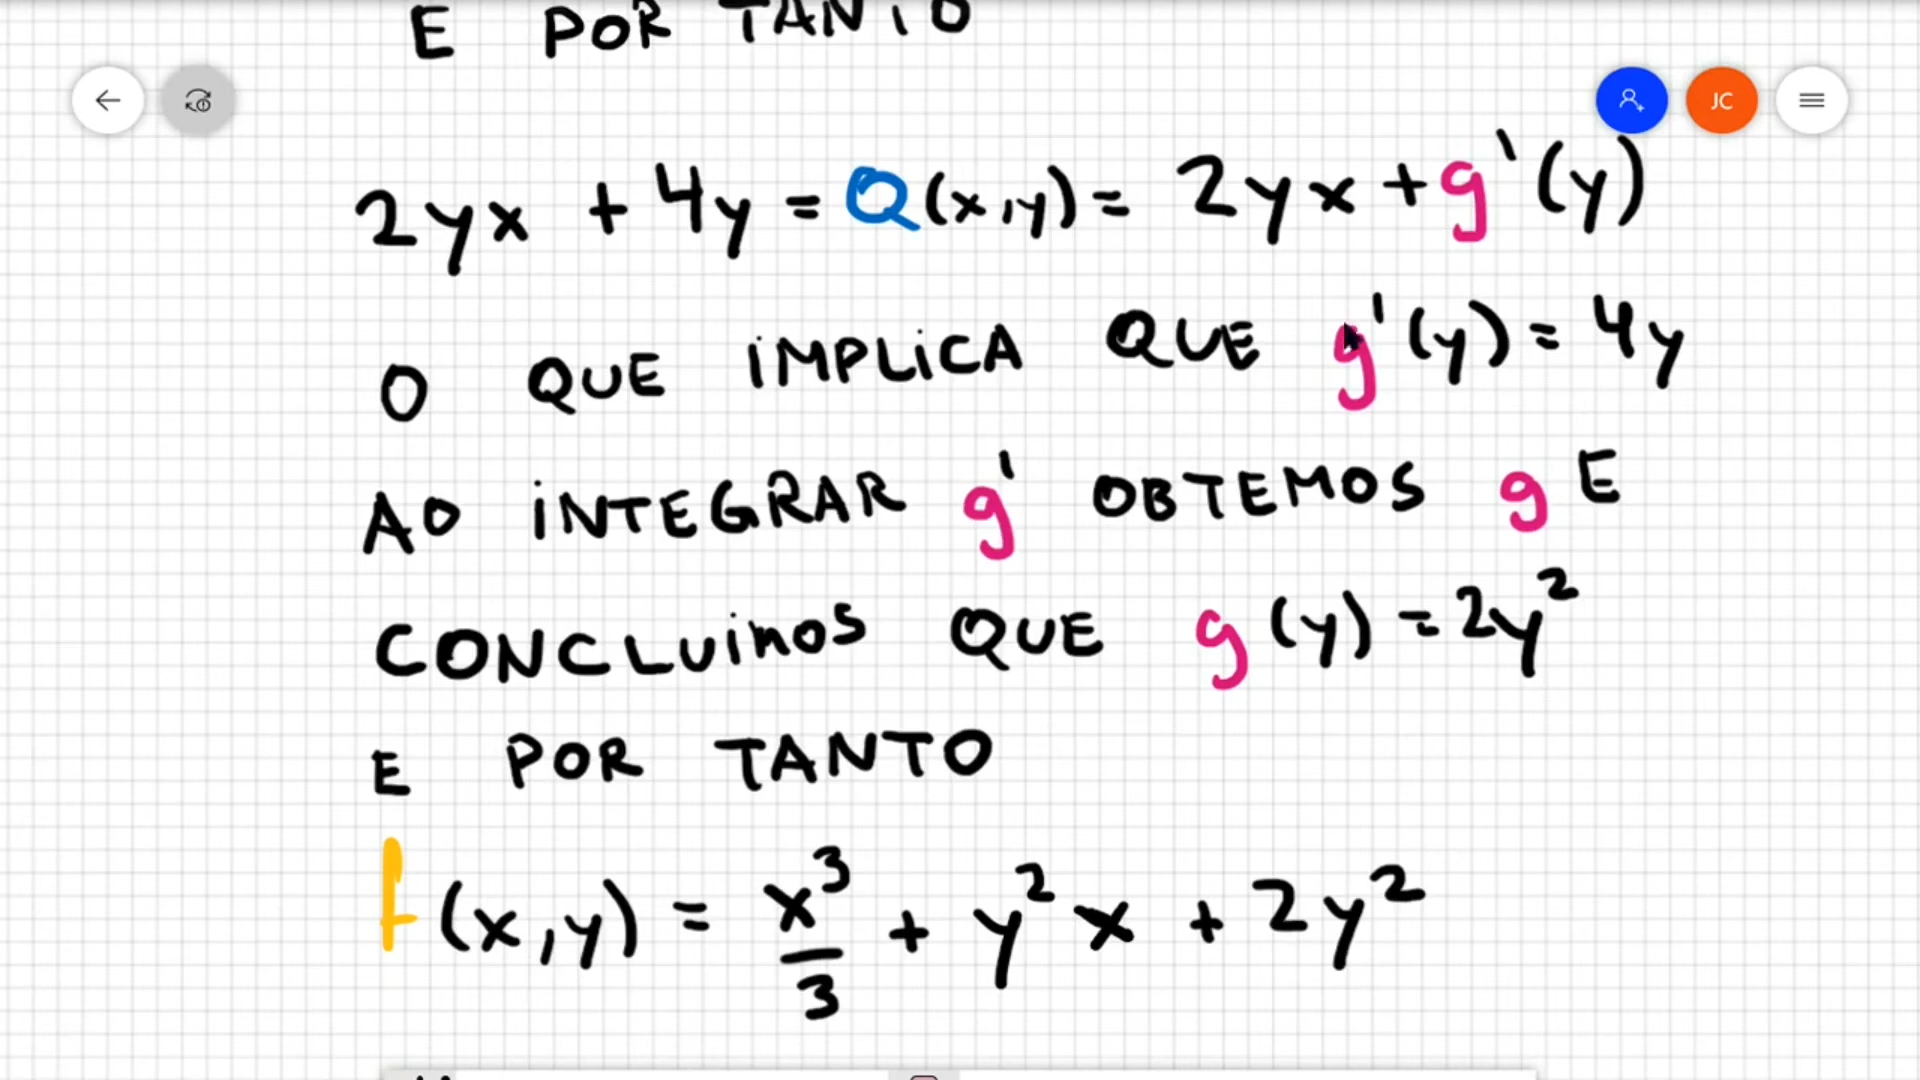 E POR TANTO
JC
2yx + 4y = Q(x,y) = 2yx + g'(y)
O QUE IMPLICA QUE g'(y) = 4y
AO INTEGRAR g' OBTEMOS g E
CONCLUIMOS QUE g(y) = 2y²
E POR TANTO
f(x,y) = x³/3 + y²x + 2y²